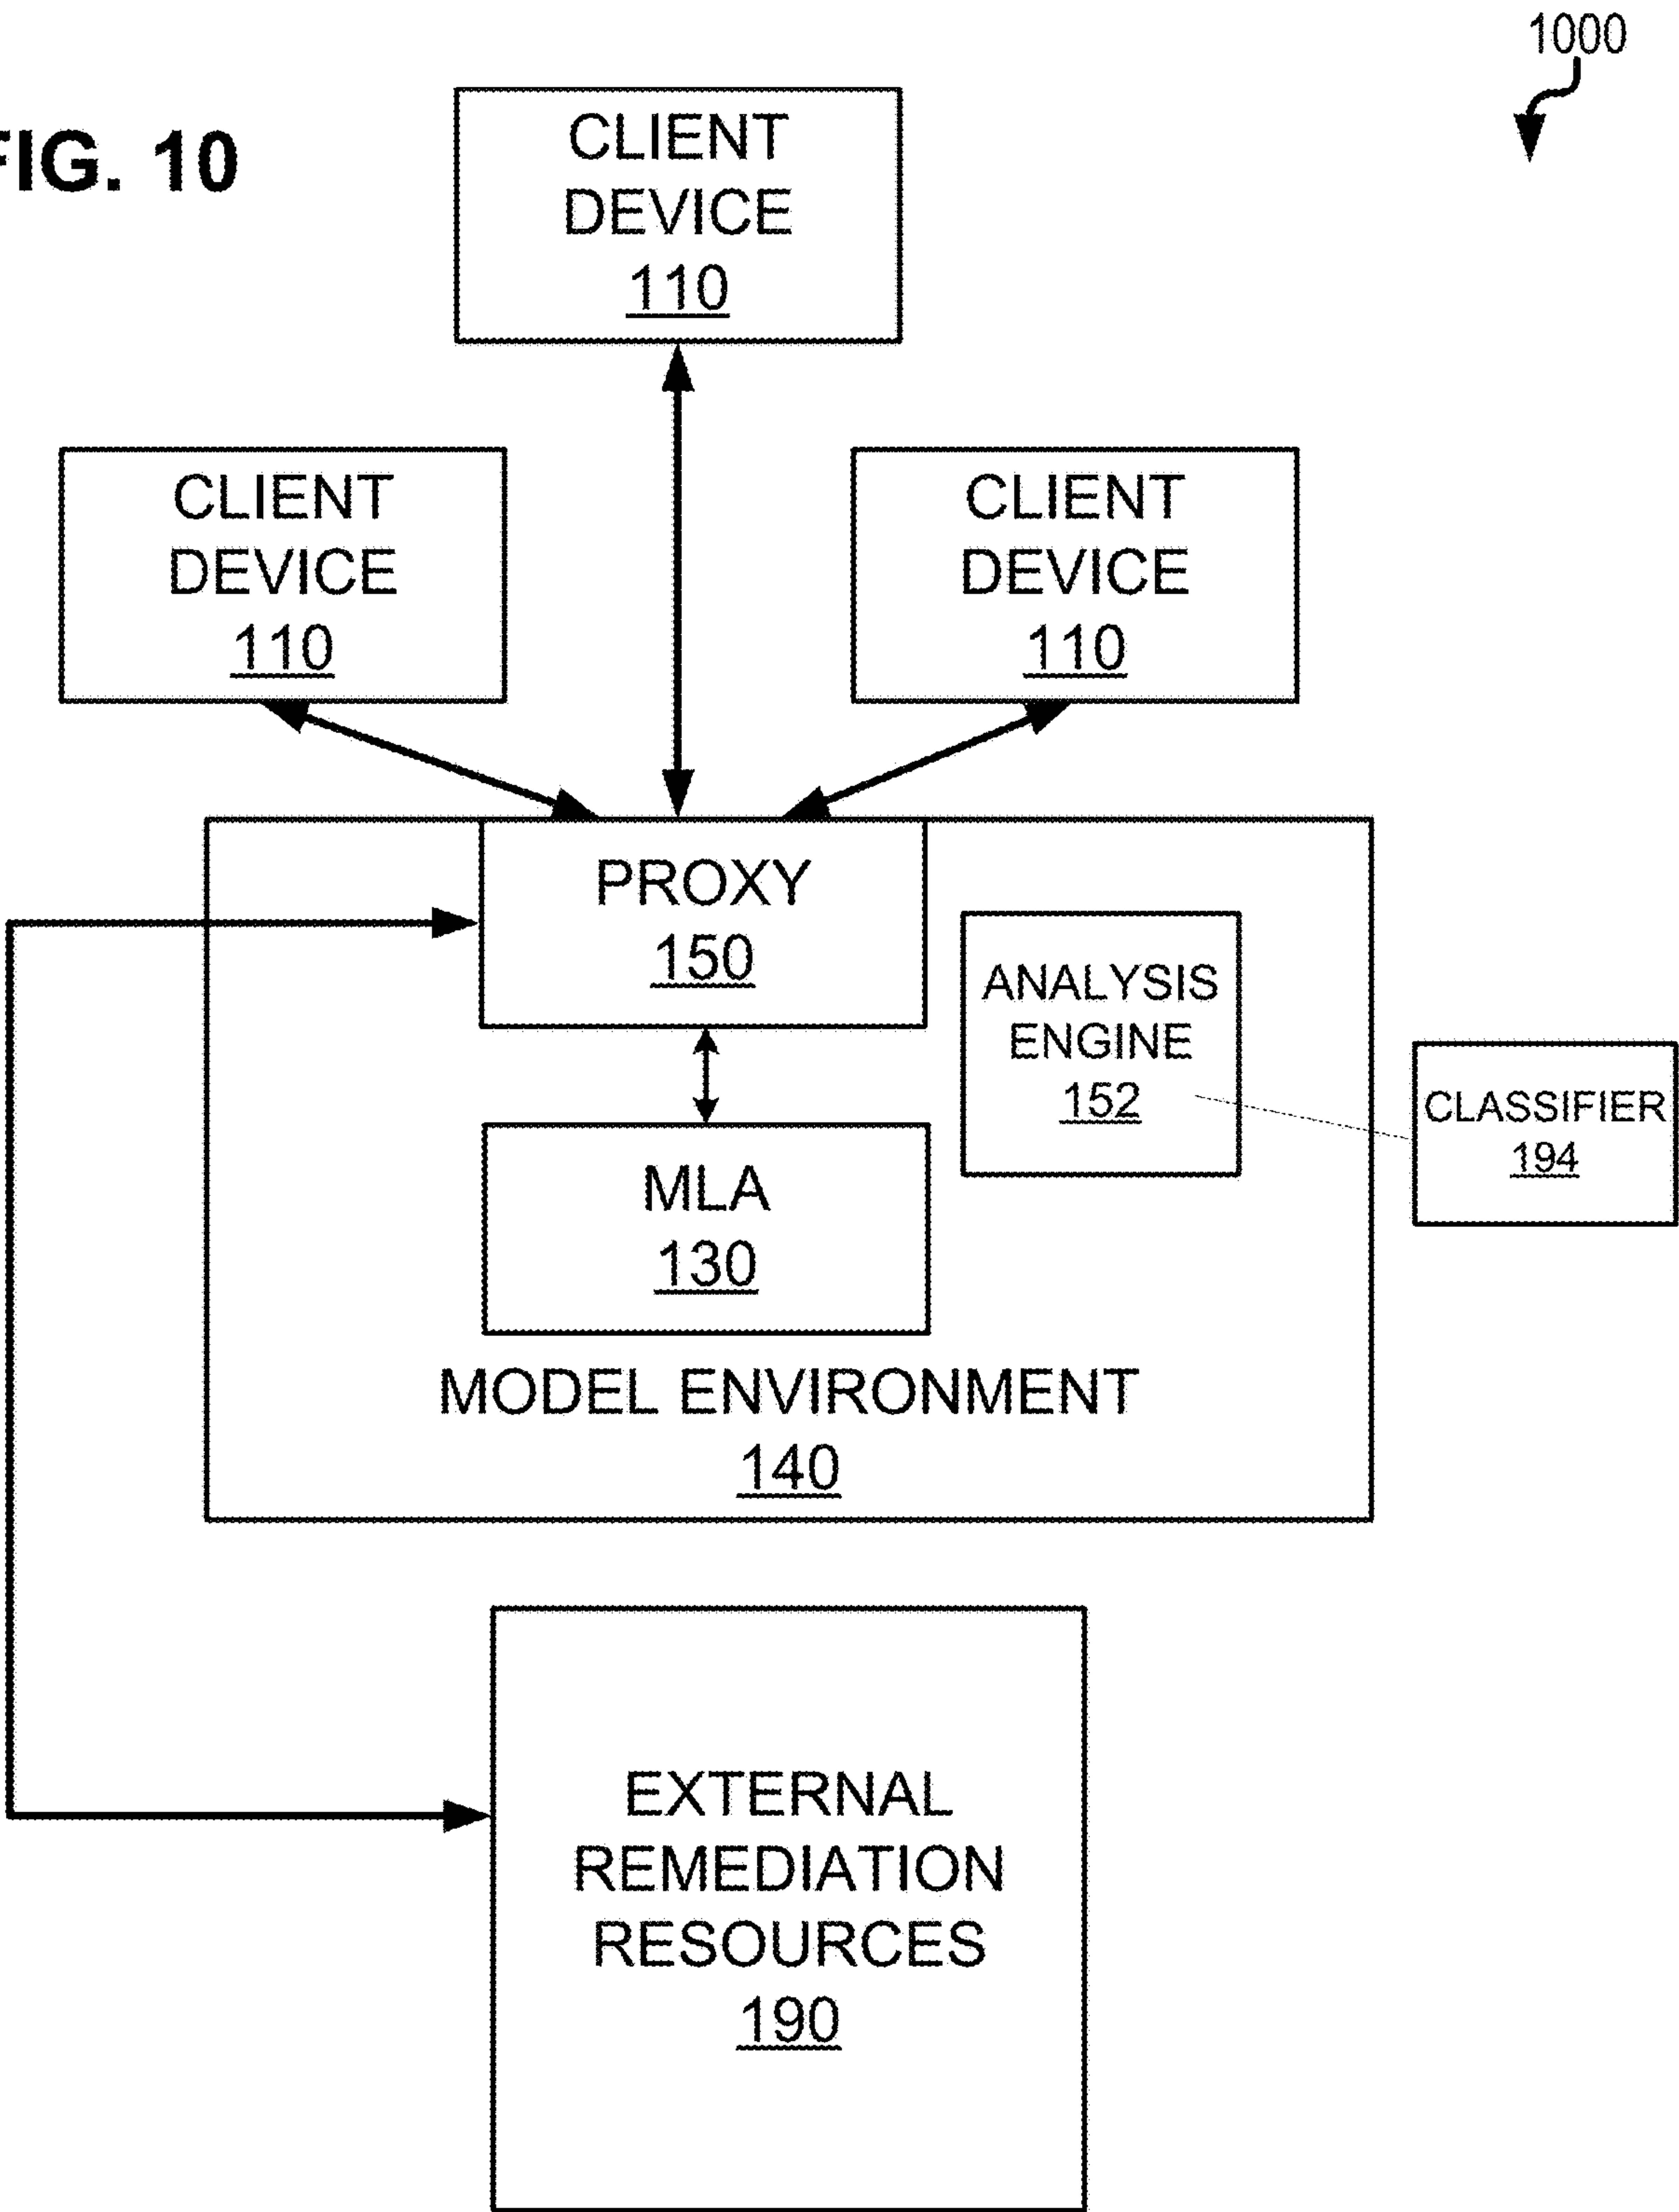 1000
FIG. 10
CLIENT
DEVICE
110
CLIENT
DEVICE
110
CLIENT
DEVICE
110
PROXY
150
ANALYSIS
ENGINE
152
CLASSIFIER
194
MLA
130
MODEL ENVIRONMENT
140
EXTERNAL
REMEDIATION
RESOURCES
190